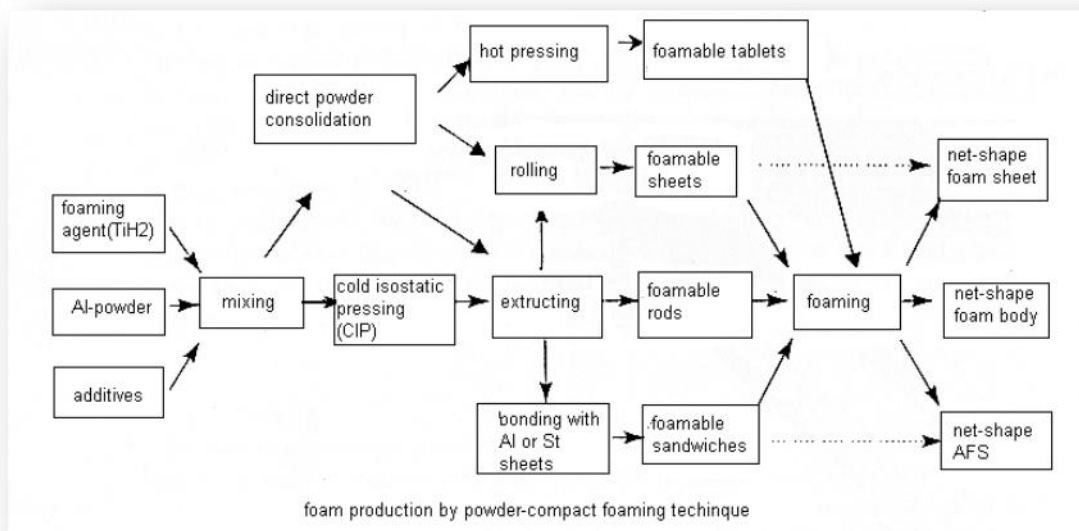 hot pressing
foamable tablets
direct powder
consolidation
rolling
foamable
sheets
net-shape
foam sheet
foaming
agent(TiH2)
Al-powder
additives
mixing
cold isostatic
pressing
(CIP)
extructing
foamable
rods
foaming
net-shape
foam body
bonding with
Al or St
sheets
.foamable
sandwiches
net-shape
AFS
foam production by powder-compact foaming techinque